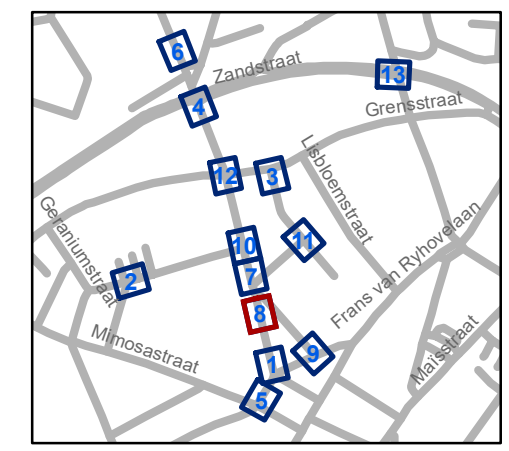 6
Zandstraat
13
4
Grensstraat
Lisbloemstraat
12
3
Geraniumstraat
10
11
Frans van Ryhovelaan
7
2
8
Mimosastraat
Maïsstraat
9
1
5